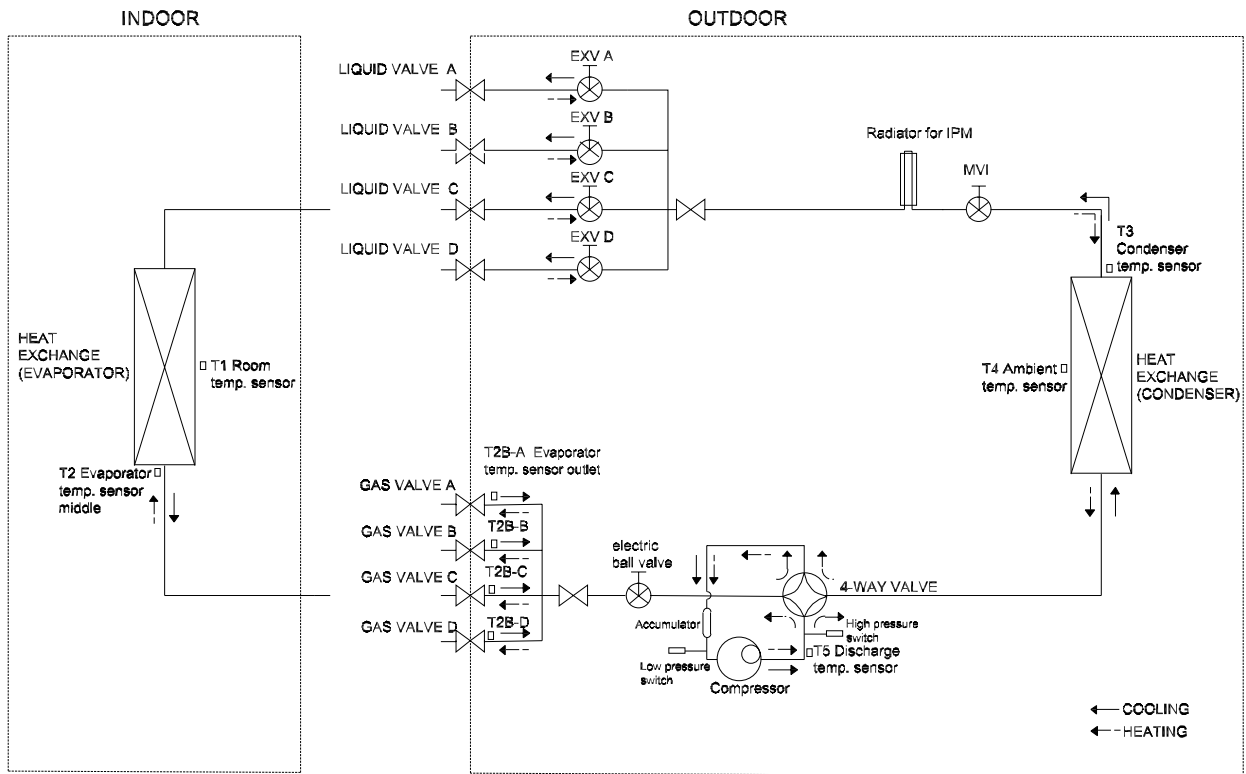 INDOOR
OUTDOOR
LIQUID VALVE A
EXV A
LIQUID VALVE B
EXV B
LIQUID VALVE C
EXV C
LIQUID VALVE D
EXV D
Radiator for IPM
MVI
T3
Condenser
temp. sensor
HEAT
EXCHANGE
(EVAPORATOR)
T1 Room
temp. sensor
T4 Ambient
temp. sensor
HEAT
EXCHANGE
(CONDENSER)
T2 Evaporator
temp. sensor
middle
T2B-A Evaporator
temp. sensor outlet
GAS VALVE A
GAS VALVE B
T2B-B
GAS VALVE C
T2B-C
GAS VALVE D
T2B-D
electric
ball valve
4-WAY VALVE
Accumulator
High pressure
switch
Low pressure
switch
T5 Discharge
temp. sensor
Compressor
COOLING
HEATING